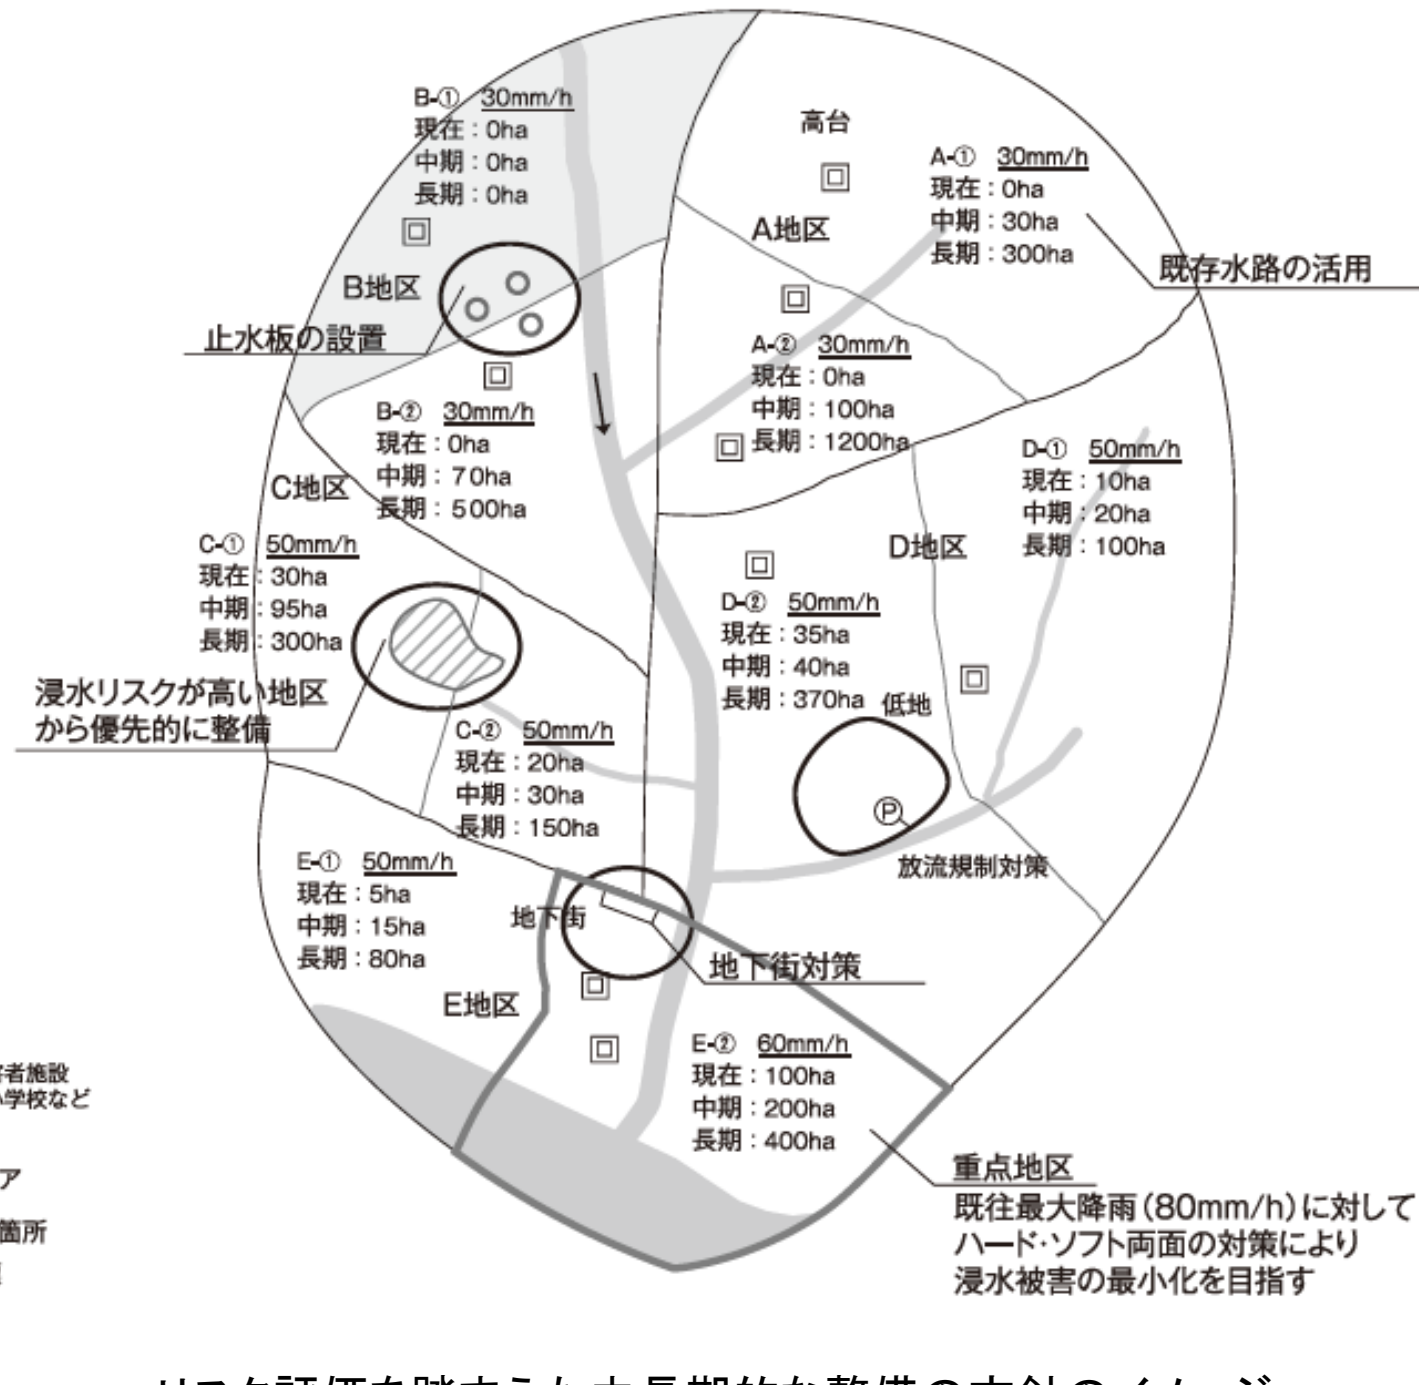 B-① 30mm/h
現在：0ha
中期：0ha
長期：0ha
高台
A-① 30mm/h
現在：0ha
中期：30ha
長期：300ha
A地区
既存水路の活用
B地区
止水板の設置
A-② 30mm/h
現在：0ha
中期：100ha
長期：1200ha
B-② 30mm/h
現在：0ha
中期：70ha
長期：500ha
D-① 50mm/h
現在：10ha
中期：20ha
長期：100ha
C地区
C-① 50mm/h
現在：30ha
中期：95ha
長期：300ha
D地区
D-② 50mm/h
現在：35ha
中期：40ha
長期：370ha
低地
浸水リスクが高い地区
から優先的に整備
C-② 50mm/h
現在：20ha
中期：30ha
長期：150ha
P
放流規制対策
E-① 50mm/h
現在：5ha
中期：15ha
長期：80ha
地下街
地下街対策
E地区
E-② 60mm/h
現在：100ha
中期：200ha
長期：400ha
者施設
学校など
ア
箇所
重点地区
既往最大降雨(80mm/h)に対して
ハード･ソフト両面の対策により
浸水被害の最小化を目指す